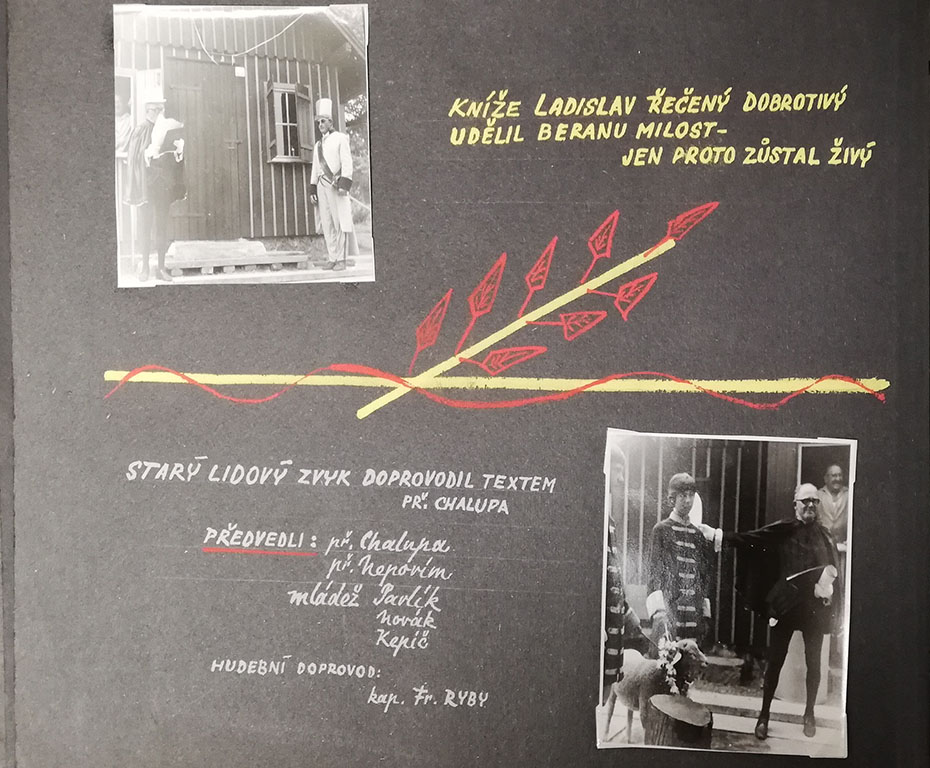 KNÍŽE LADISLAV ŘEČENÝ DOBROTIVÝ
UDĚLIL BERANU MILOST-
JEN PROTO ZŮSTAL ŽIVÝ
STARÝ LIDOVÝ ZVYK DOPROVODIL TEXTEM
PŘ. CHALUPA
PŘEDVEDLI: př. Chalupa
př. Nepovím
mládež Pavlík
Novák
Kepič
HUDEBNÍ DOPROVOD:
kap. Fr. RYBY